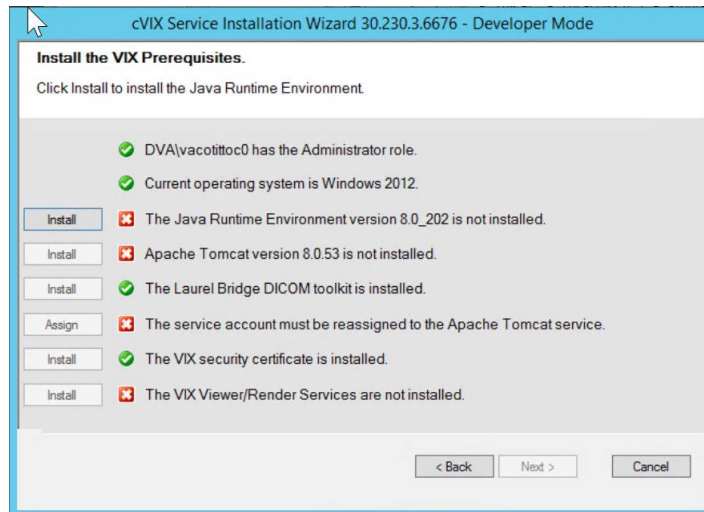 cVIX Service Installation Wizard 30.230.3.6676 - Developer Mode
Install the VIX Prerequisites.
Click Install to install the Java Runtime Environment.
DVA\vacotittoc0 has the Administrator role.
Current operating system is Windows 2012.
Install The Java Runtime Environment version 8.0_202 is not installed.
Install Apache Tomcat version 8.0.53 is not installed.
Install The Laurel Bridge DICOM toolkit is installed.
Assign The service account must be reassigned to the Apache Tomcat service.
Install The VIX security certificate is installed.
Install The VIX Viewer/Render Services are not installed.
< Back Next > Cancel